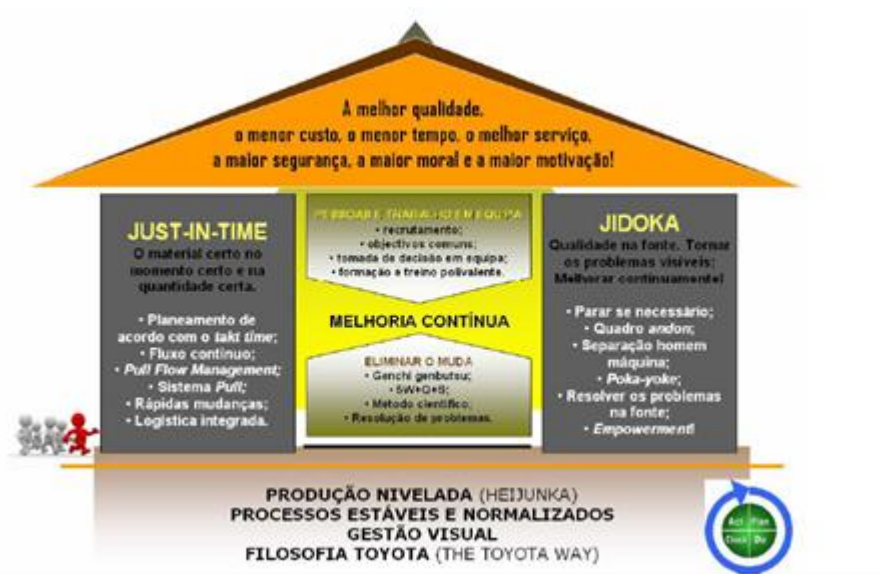 A melhor qualidade,
o menor custo, o menor tempo, o melhor serviço,
a maior segurança, a maior moral e a maior motivação!
JUST-IN-TIME
O material certo no
momento certo e na
quantidade certa.
• Planeamento de
acordo com o takt time;
• Fluxo contínuo;
• Pull Flow Management;
• Sistema Pull;
• Rápidas mudanças;
• Logística integrada.
PESSOAS E TRABALHO EM EQUIPA
• recrutamento;
• objectivos comuns;
• tomada de decisão em equipa;
• formação e treino polivalente.
MELHORIA CONTÍNUA
ELIMINAR O MUDA
• Genchi genbutsu;
• Método científico;
• Resolução de problemas.
JIDOKA
Qualidade na fonte. Tornar
os problemas visíveis;
Melhorar continuamente!
• Parar se necessário;
• Quadro andon;
• Separação homem
máquina;
• Poka-yoke;
• Resolver os problemas
na fonte;
• Empowerment!
PRODUÇÃO NIVELADA (HEIJUNKA)
PROCESSOS ESTÁVEIS E NORMALIZADOS
GESTÃO VISUAL
FILOSOFIA TOYOTA (THE TOYOTA WAY)
Act Plan
Check Do